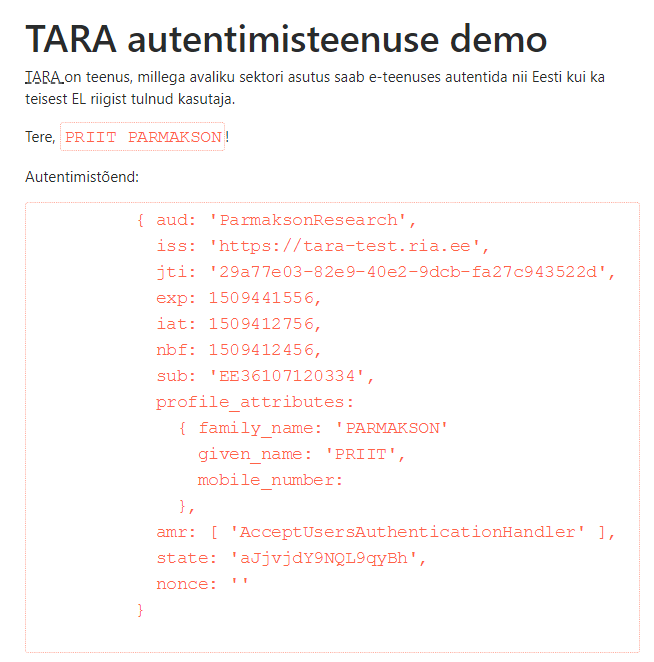 TARA autentimisteenuse demo
TARA on teenus, millega avaliku sektori asutus saab e-teenuses autentida nii Eesti kui ka
teisest EL riigist tulnud kasutaja.
Tere, PRIIT PARMAKSON!
Autentimistõend:
{ aud: 'ParmaksonResearch',
iss: 'https://tara-test.ria.ee',
jti: '29a77e03-82e9-40e2-9dcb-fa27c943522d',
exp: 1509441556,
iat: 1509412756,
nbf: 1509412456,
sub: 'EE36107120334',
profile_attributes:
{ family_name: 'PARMAKSON'
given_name: 'PRIIT',
mobile_number:
},
amr: [ 'AcceptUsersAuthenticationHandler' ],
state: 'aJjvjdY9NQL9qyBh',
nonce: ''
}